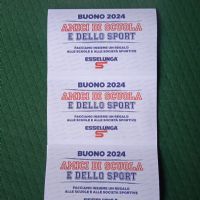 BUONO 2024
AMICI DI SCUOLA
E DELLO SPORT
FACCIAMO INSIEME UN REGALO
ALLE SCUOLE E ALLE SOCIETÀ SPORTIVE
ESSELUNGA
S
BUONO 2024
AMICI DI SCUOLA
E DELLO SPORT
FACCIAMO INSIEME UN REGALO
ALLE SCUOLE E ALLE SOCIETÀ SPORTIVE
ESSELUNGA
S
BUONO 2024
AMICI DI SCUOLA
E DELLO SPORT
FACCIAMO INSIEME UN REGALO
ALLE SCUOLE E ALLE SOCIETÀ SPORTIVE